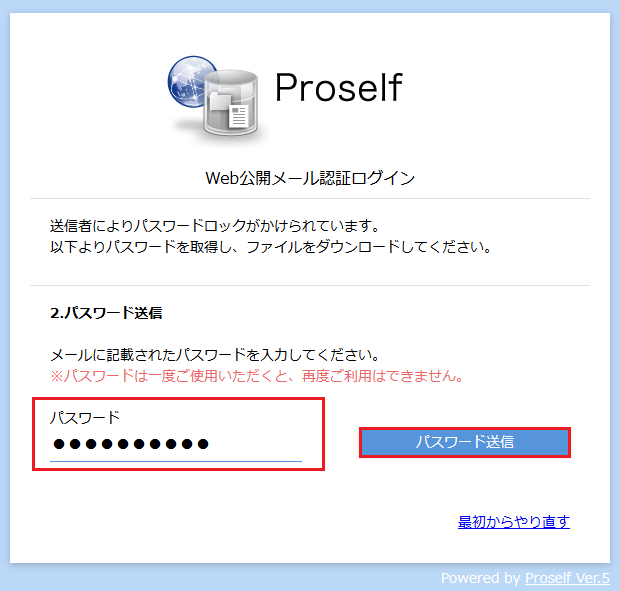 Proself
Web公開メール認証ログイン
送信者によりパスワードロックがかけられています。
以下よりパスワードを取得し、ファイルをダウンロードしてください。
2.パスワード送信
メールに記載されたパスワードを入力してください。
※パスワードは一度ご使用いただくと、再度ご利用はできません。
パスワード
●●●●●●●●●●
パスワード送信
最初からやり直す
Powered by Proself Ver.5